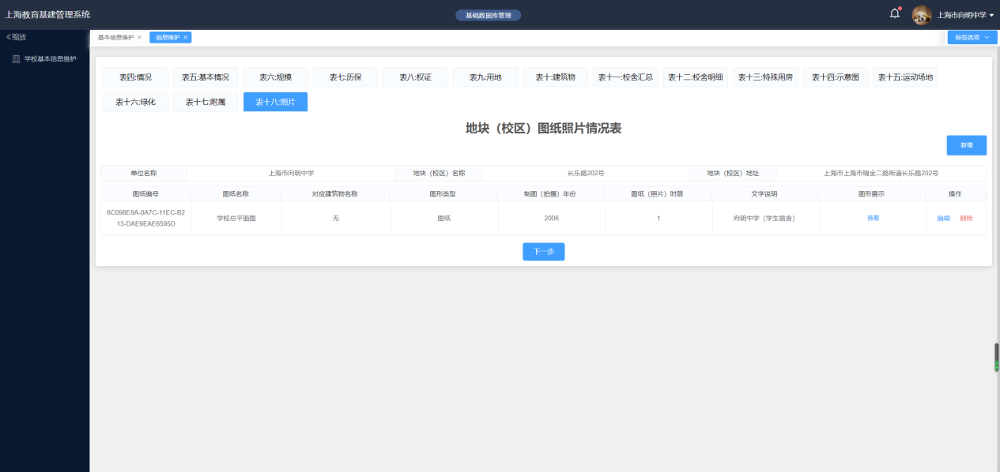 上海教育基建管理系统
基础数据库管理
上海市向明中学
缩放
基本信息维护
信息维护
标签选项
学校基本信息维护
表四:情况
表五:基本情况
表六:规模
表七:历保
表八:权证
表九:用地
表十:建筑物
表十一:校舍汇总
表十二:校舍明细
表十三:特殊用房
表十四:示意图
表十五:运动场地
表十六:绿化
表十七:附属
表十八:照片
地块（校区）图纸照片情况表
新增
单位名称
上海市向明中学
地块（校区）名称
长乐路202号
地块（校区）地址
上海市上海市瑞金二路街道长乐路202号
图纸编号
图纸名称
对应建筑物名称
图形类型
制图（拍摄）年份
图纸（照片）时限
文字说明
图形展示
操作
6C098E8A-0A7C-11EC-B2
13-DAE9EAE6595D
学校总平面图
无
图纸
2006
1
向明中学（学生宿舍）
查看
编辑
删除
下一步